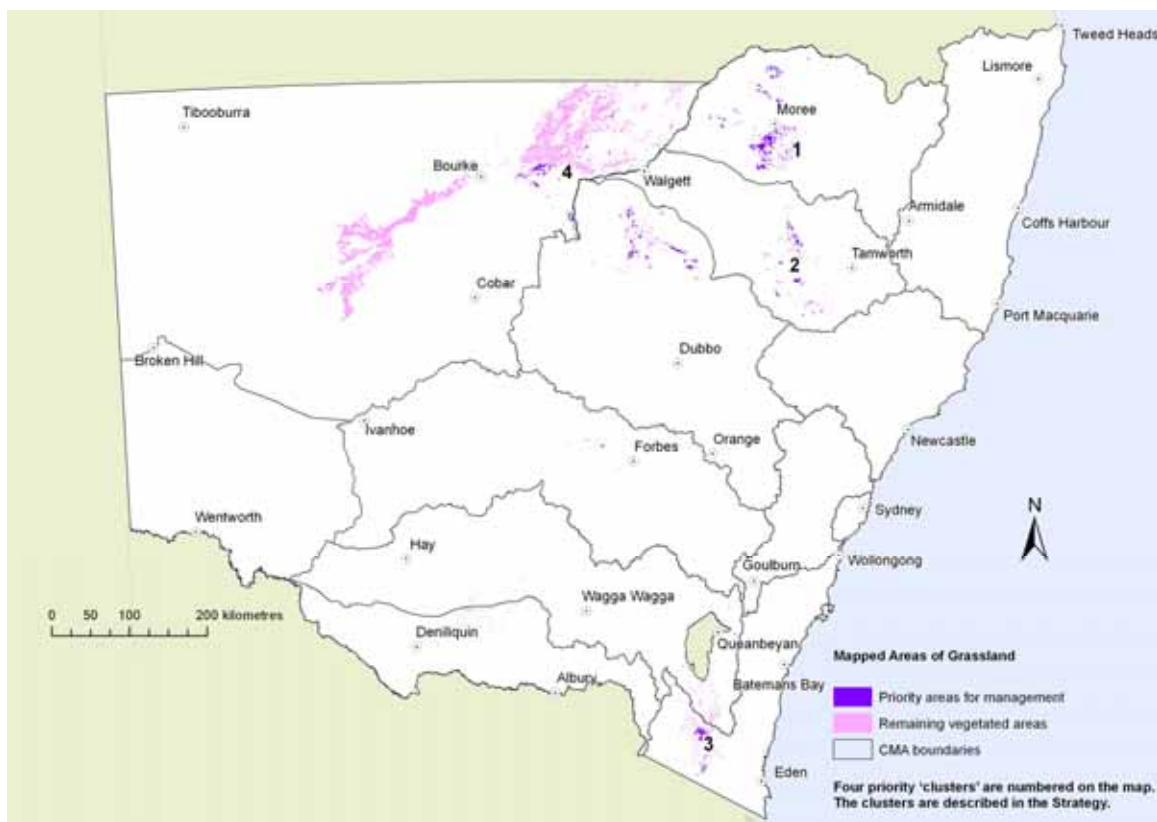 Tweed Heads
Lismore
Tibooburra
Moree
1
Bourke
4
Walgett
Armidale
Coffs Harbour
2
Tamworth
Cobar
Port Macquarie
Broken Hill
Dubbo
Ivanhoe
Forbes
Orange
Newcastle
N
Wentworth
Sydney
Hay
Goulburn
Wollongong
0 50 100 200 kilometres
Wagga Wagga
Deniliquin
Queanbeyan
Albury
Batemans Bay
3
Eden
Mapped Areas of Grassland
Priority areas for management
Remaining vegetated areas
CMA boundaries
Four priority 'clusters' are numbered on the map.
The clusters are described in the Strategy.